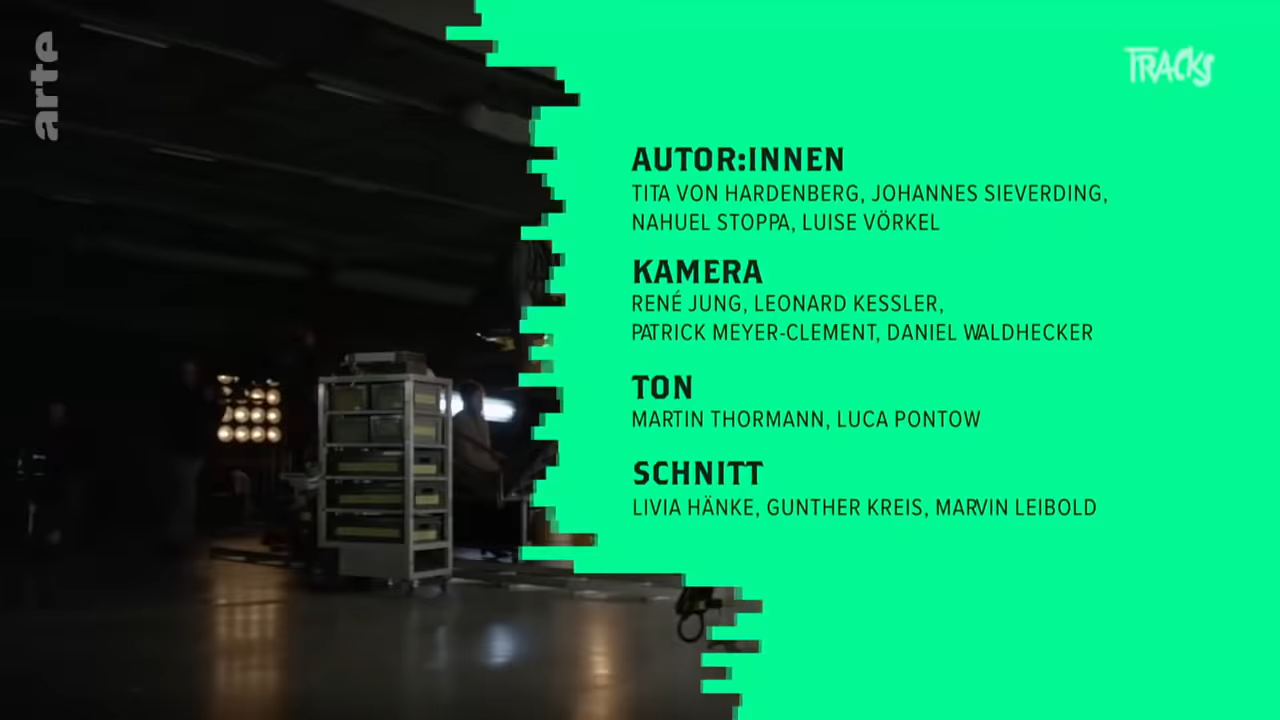 arte
TRACKS
AUTOR:INNEN
TITA VON HARDENBERG, JOHANNES SIEVERDING,
NAHUEL STOPPA, LUISE VÖRKEL
KAMERA
RENÉ JUNG, LEONARD KESSLER,
PATRICK MEYER-CLEMENT, DANIEL WALDHECKER
TON
MARTIN THORMANN, LUCA PONTOW
SCHNITT
LIVIA HÄNKE, GUNTHER KREIS, MARVIN LEIBOLD